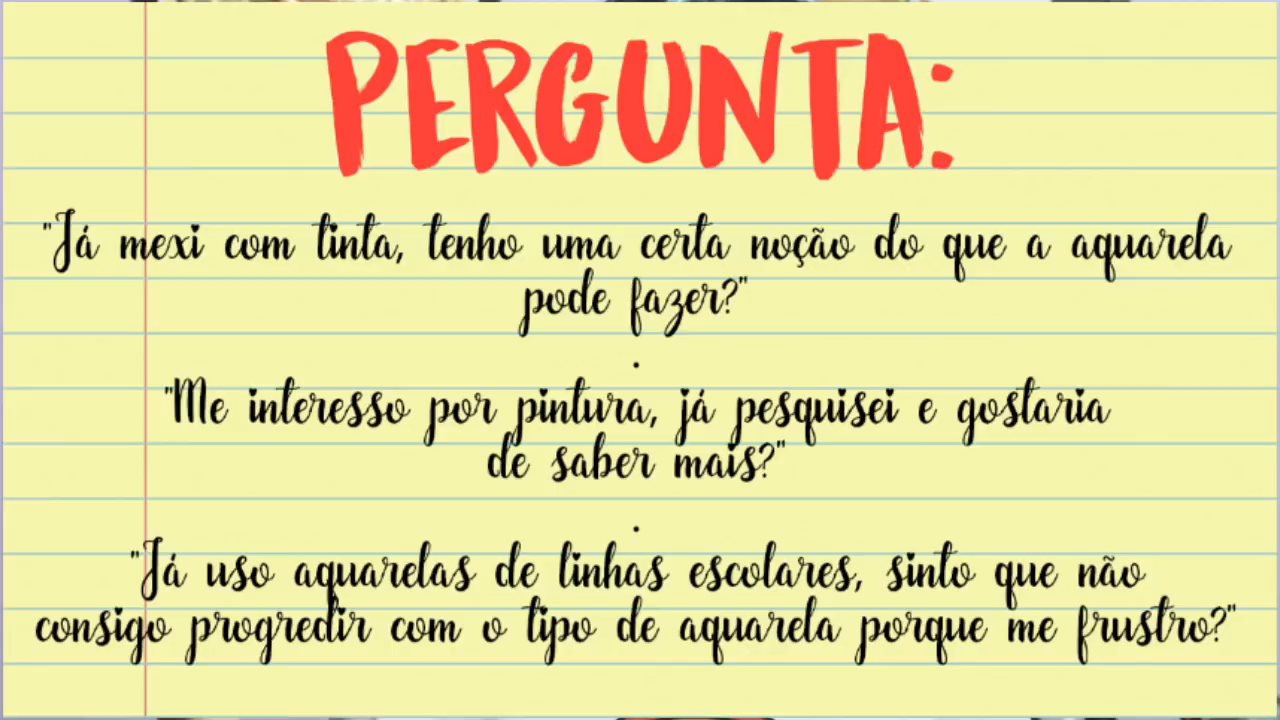 PERGUNTA:
"Já mexi com tinta, tenho uma certa noção do que a aquarela
pode fazer?"
.
"Me interesso por pintura, já pesquisei e gostaria
de saber mais?"
.
"Já uso aquarelas de linhas escolares, sinto que não
consigo progredir com o tipo de aquarela porque me frustro?"